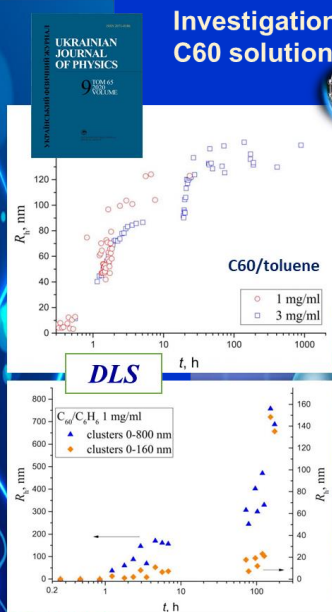 Investigation
C60 solution
УКРАЇНСЬКИЙ ФІЗИЧНИЙ ЖУРНАЛ
UKRAINIAN
JOURNAL
OF PHYSICS
9
ТОМ 65
2020
VOLUME
120
100
80
60
40
20
0
Rh, nm
C60/toluene
1 mg/ml
3 mg/ml
1
10
100
1000
t, h
DLS
800
700
600
500
400
300
200
100
0
Rh, nm
C60/C6H6 1 mg/ml
clusters 0-800 nm
clusters 0-160 nm
160
140
120
100
80
60
40
20
0
Rh, nm
0.2
1
10
100
t, h